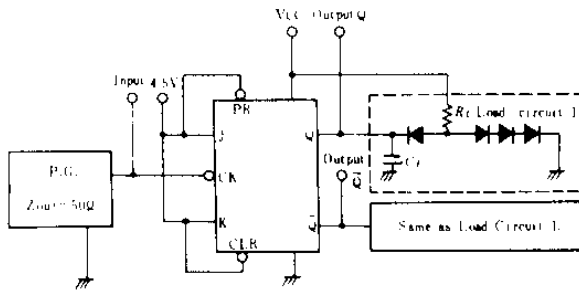 Vcc Output Q
Input 4.5V
PR
J
Q
RL Load circuit 1
CL
Output
Q̄
P.G.
Zout=50Ω
CK
K
Q̄
CLR
Same as Load Circuit 1.